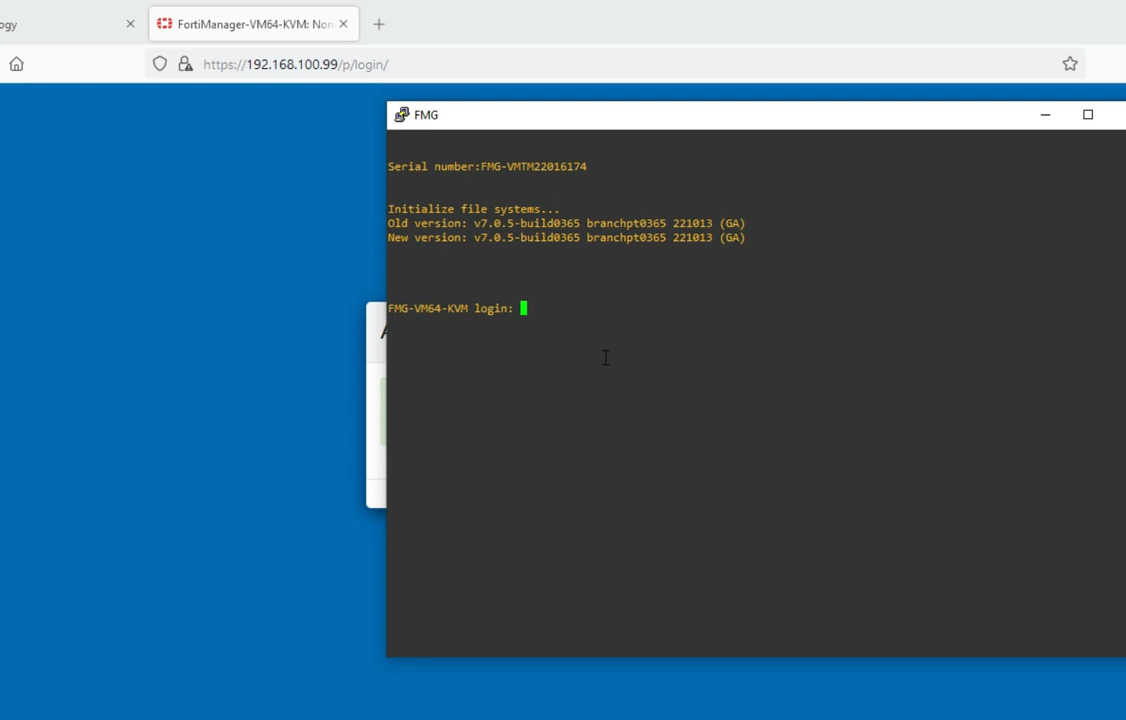 ogy
FortiManager-VM64-KVM: Non
https://192.168.100.99/p/login/
FMG
Serial number:FMG-VMTM22016174
Initialize file systems...
Old version: v7.0.5-build0365 branchpt0365 221013 (GA)
New version: v7.0.5-build0365 branchpt0365 221013 (GA)
FMG-VM64-KVM login:
A